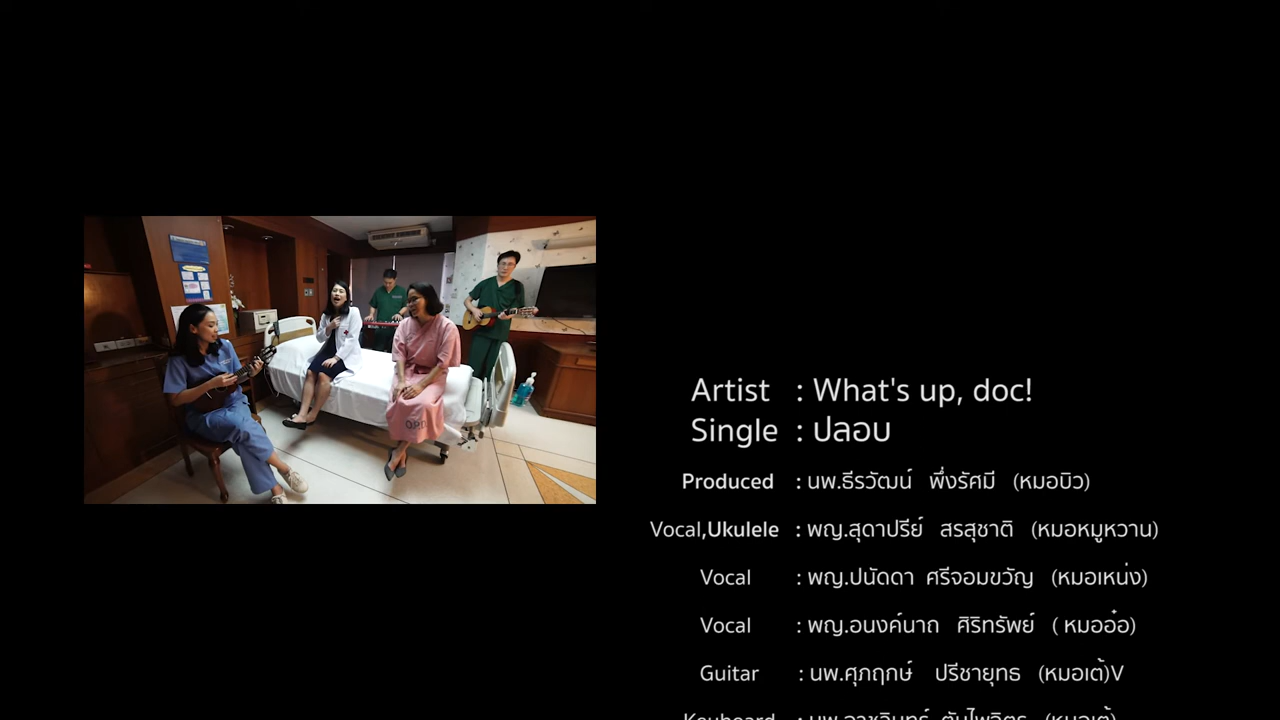 Artist : What's up, doc!
Single : ปลอบ
Produced : นพ.ธีรวัฒน์ พึ่งรัศมี (หมอบิว)
Vocal,Ukulele : พญ.สุดาปรีย์ สรสุชาติ (หมอหมูหวาน)
Vocal : พญ.ปนัดดา ศรีจอมขวัญ (หมอเหน่ง)
Vocal : พญ.อนงค์นาถ ศิริทรัพย์ ( หมออ๋อ)
Guitar : นพ.ศุภฤกษ์ ปรีชายุทธ (หมอเต้)V
Keyboard :
O.P.D